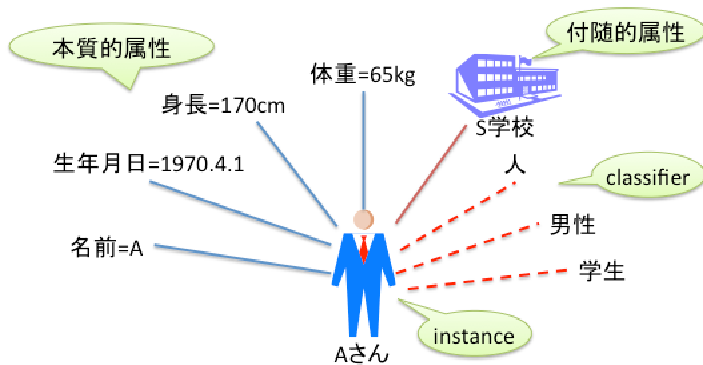 本質的属性
付随的属性
体重=65kg
身長=170cm
S学校
生年月日=1970.4.1
人
classifier
名前=A
男性
学生
instance
Aさん